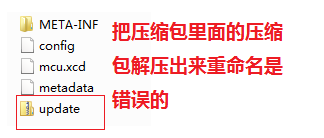 META-INF
config
mcu.xcd
metadata
update
把压缩包里面的压缩
包解压出来重命名是
错误的